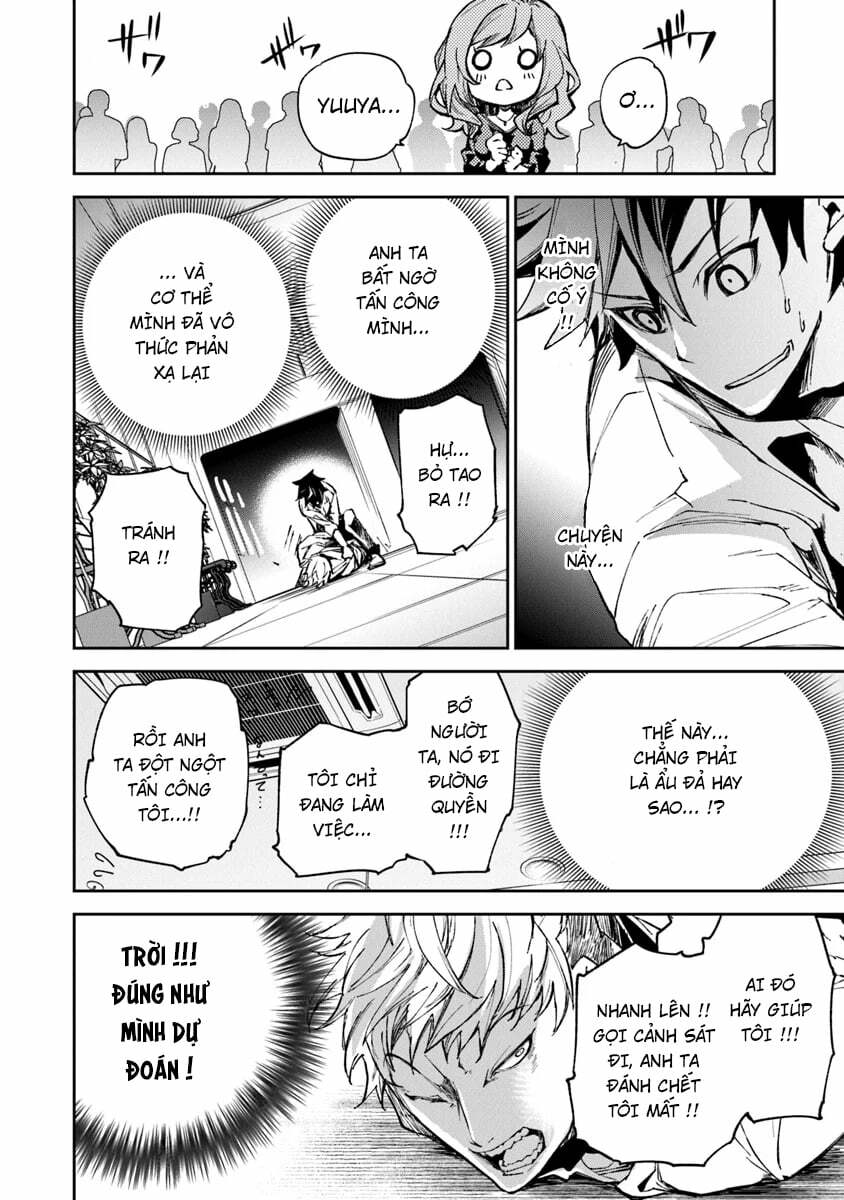 Ơ...
YUUYA...
ザワ
ザワ
ザワ
MÌNH
KHÔNG
CỐ Ý
!!
CHUYỆN
NÀY...
ANH TA
BẤT NGỜ
TẤN CÔNG
MÌNH...
... VÀ
CƠ THỂ
MÌNH ĐÃ VÔ
THỨC PHẢN
XẠ LẠI
HỰ...
BỎ TAO
RA !!
TRÁNH
RA !!
THẾ NÀY...
CHẲNG PHẢI
LÀ ẨU ĐẢ HAY
SAO... !?
BỚ
NGƯỜI
TA, NÓ ĐI
ĐƯỜNG
QUYỀN
!!!
TÔI CHỈ
ĐANG LÀM
VIỆC...
RỒI ANH
TA ĐỘT NGỘT
TẤN CÔNG
TÔI...!!
AI ĐÓ
HÃY GIÚP
TÔI !!!
NHANH LÊN !!
GỌI CẢNH SÁT
ĐI, ANH TA
ĐÁNH CHẾT
TÔI MẤT !!
TRỜI !!!
ĐÚNG NHƯ
MÌNH DỰ
ĐOÁN !